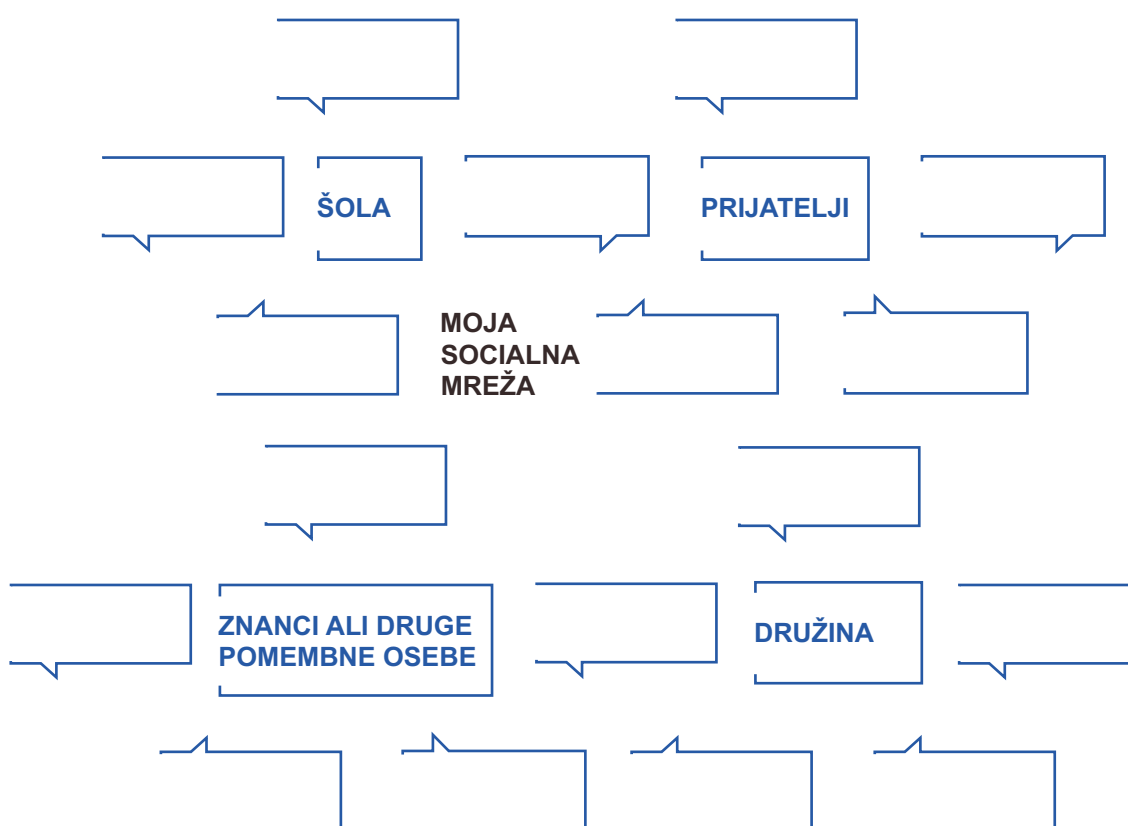 ŠOLA
PRIJATELJI
MOJA
SOCIALNA
MREŽA
ZNANCI ALI DRUGE
POMEMBNE OSEBE
DRUŽINA